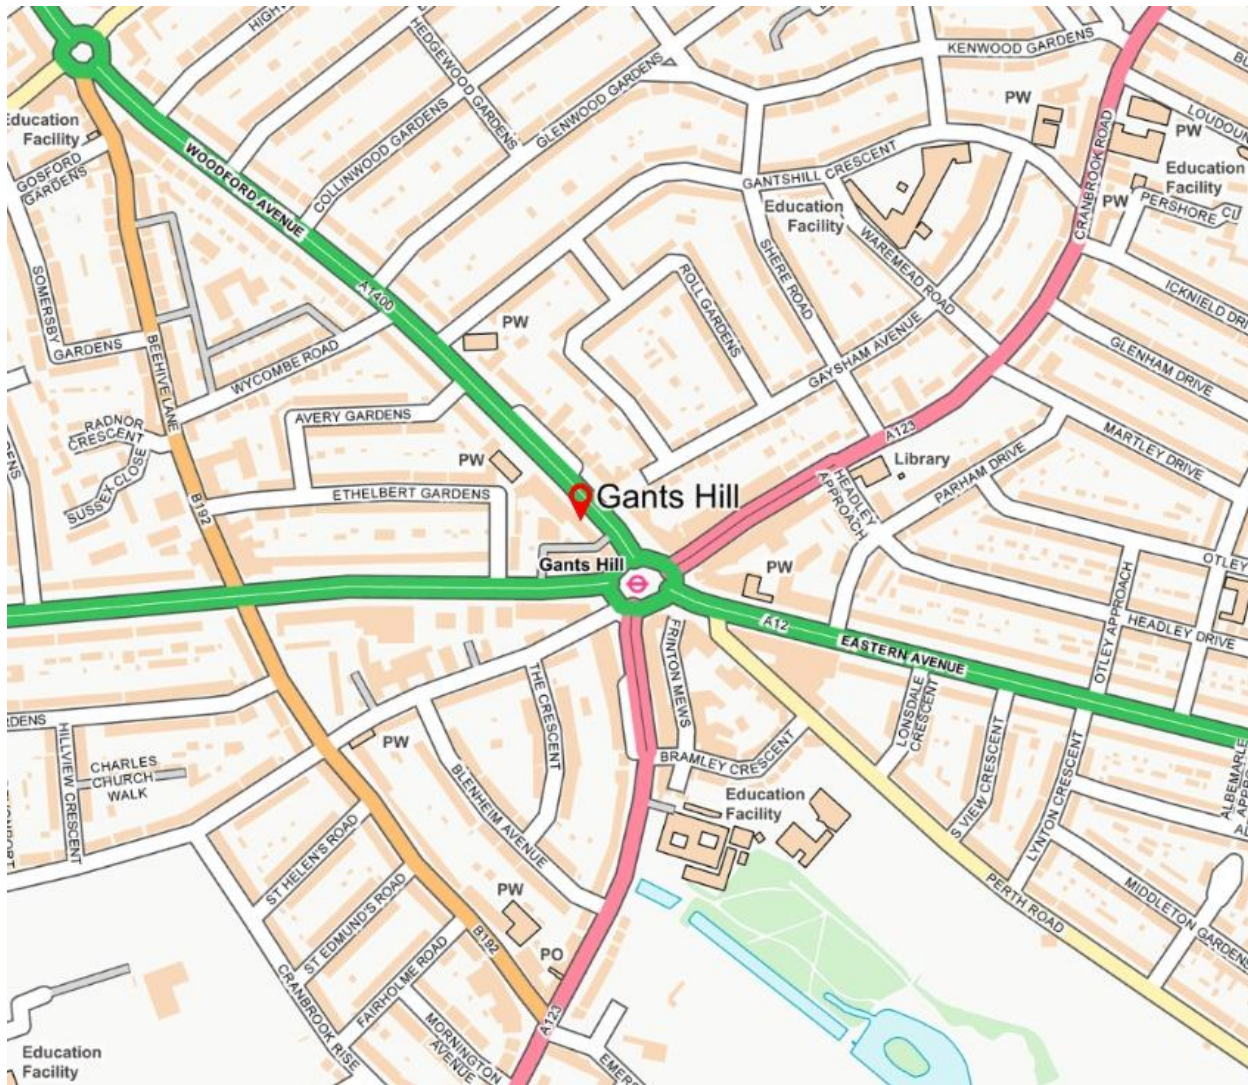 HIGH
HEDGEWOOD GARDENS
KENWOOD GARDENS
Education
Facility
GOSFORD
GARDENS
WOODFORD AVENUE
COLLINWOOD GARDENS
GLENWOOD GARDENS
PW
CRANBROOK ROAD
LOUDOUN
PW
Education
Facility
GANTSHILL CRESCENT
Education
Facility
PW
PERSHORE
SOMERSBY
GARDENS
BEEHIVE LANE
A1400
SHERE ROAD
WAREMEAD ROAD
ROLL GARDENS
ICKNIELD DRI
PW
WYCOMBE ROAD
GAYSHAM AVENUE
GLENHAM DRIVE
RADNOR
CRESCENT
AVERY GARDENS
SUSSEX CLOSE
PW
A123
MARTLEY DRIVE
DENS
ETHELBERT GARDENS
Gants Hill
HEADLEY
APPROACH
Library
PARHAM DRIVE
B192
Gants Hill
PW
OTLEY
OTLEY APPROACH
A12
EASTERN AVENUE
HEADLEY DRIVE
FRINTON MEWS
THE CRESCENT
LONSDALE
CRESCENT
RDENS
HILLVIEW CRESCENT
CHARLES
CHURCH
WALK
PW
BLENHEIM AVENUE
BRAMLEY CRESCENT
Education
Facility
S VIEW CRESCENT
LYNTON CRESCENT
ALBEMARLE
ST HELEN'S ROAD
ST EDMUND'S ROAD
PW
PERTH ROAD
MIDDLETON GARDENS
B192
PO
FAIRHOLME ROAD
CRANBROOK RISE
MORNINGTON
AVENUE
A123
EMERS
Education
Facility